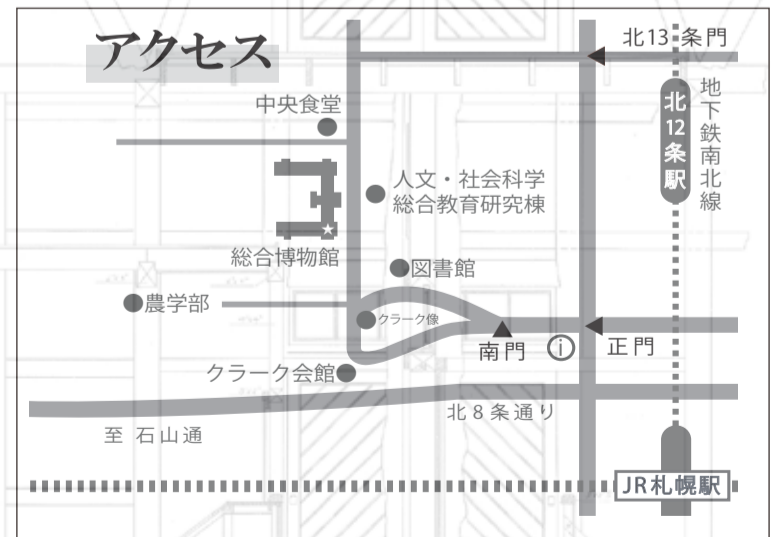 アクセス
北13条門
中央食堂
地下鉄南北線
北12条駅
人文・社会科学
総合教育研究棟
総合博物館
図書館
農学部
クラーク像
南門
i
正門
クラーク会館
北8条通り
至 石山通
JR札幌駅